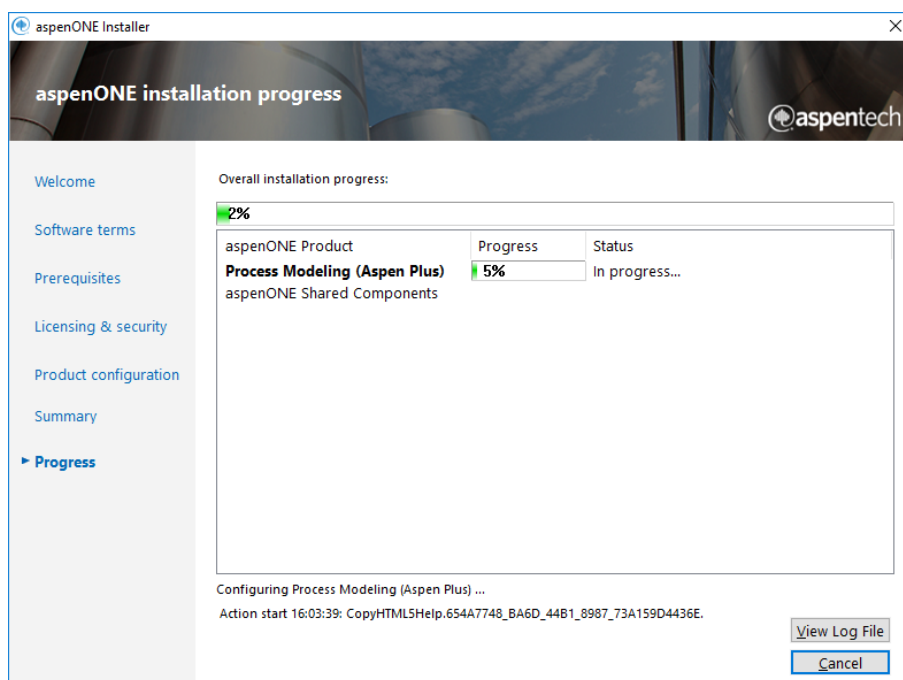 aspenONE Installer
aspenONE installation progress
aspentech
Welcome
Software terms
Prerequisites
Licensing & security
Product configuration
Summary
Progress
Overall installation progress:
2%
aspenONE Product Progress Status
Process Modeling (Aspen Plus) 5% In progress...
aspenONE Shared Components
Configuring Process Modeling (Aspen Plus) ...
Action start 16:03:39: CopyHTML5Help.654A7748_BA6D_44B1_8987_73A159D4436E.
View Log File
Cancel